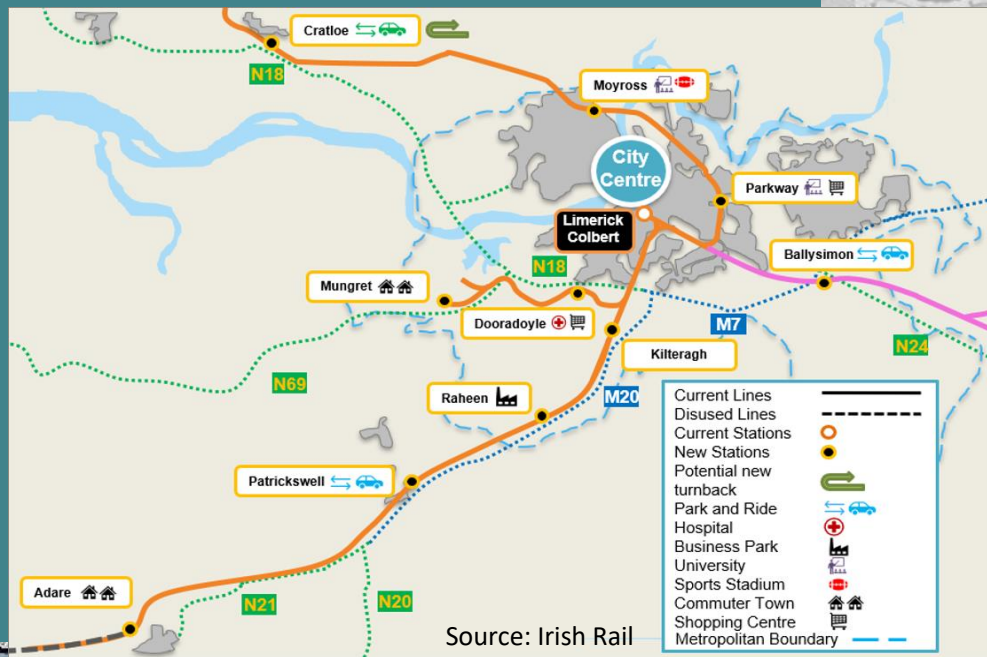 Cratloe
N18
Moyross
City
Centre
Parkway
Limerick
Colbert
Ballysimon
N18
Mungret
Dooradoyle
M7
Kilteragh
N24
N69
Raheen
M20
Patrickswell
Adare
N21
N20
Current Lines
Disused Lines
Current Stations
New Stations
Potential new
turnback
Park and Ride
Hospital
Business Park
University
Sports Stadium
Commuter Town
Shopping Centre
Metropolitan Boundary
Source: Irish Rail